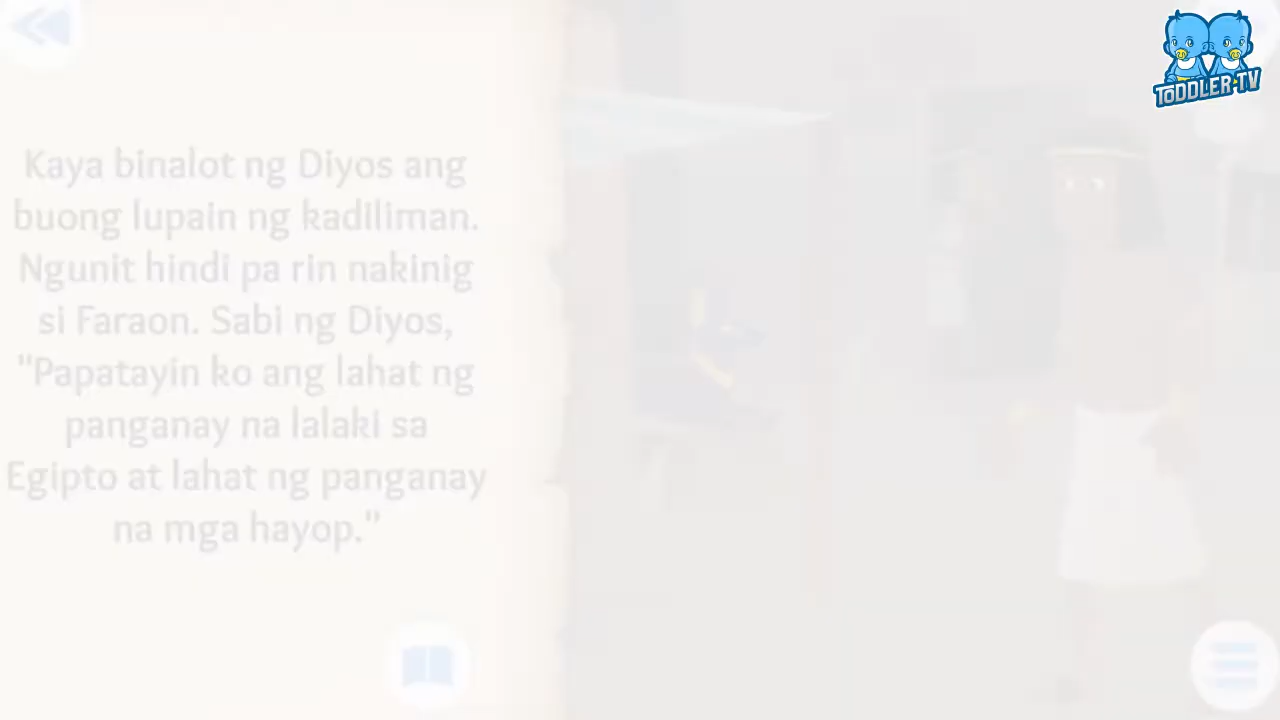 TODDLER-TV
Kaya binalot ng Diyos ang
buong lupain ng kadiliman.
Ngunit hindi pa rin nakinig
si Faraon. Sabi ng Diyos,
"Papatayin ko ang lahat ng
panganay na lalaki sa
Egipto at lahat ng panganay
na mga hayop."